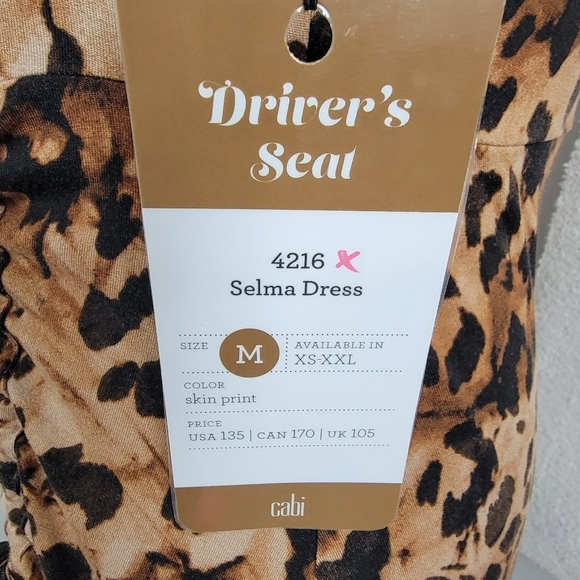 Driver's
Seat
4216 X
Selma Dress
SIZE
M
AVAILABLE IN
XS-XXL
COLOR
skin print
PRICE
USA 135 | CAN 170 | UK 105
cabi